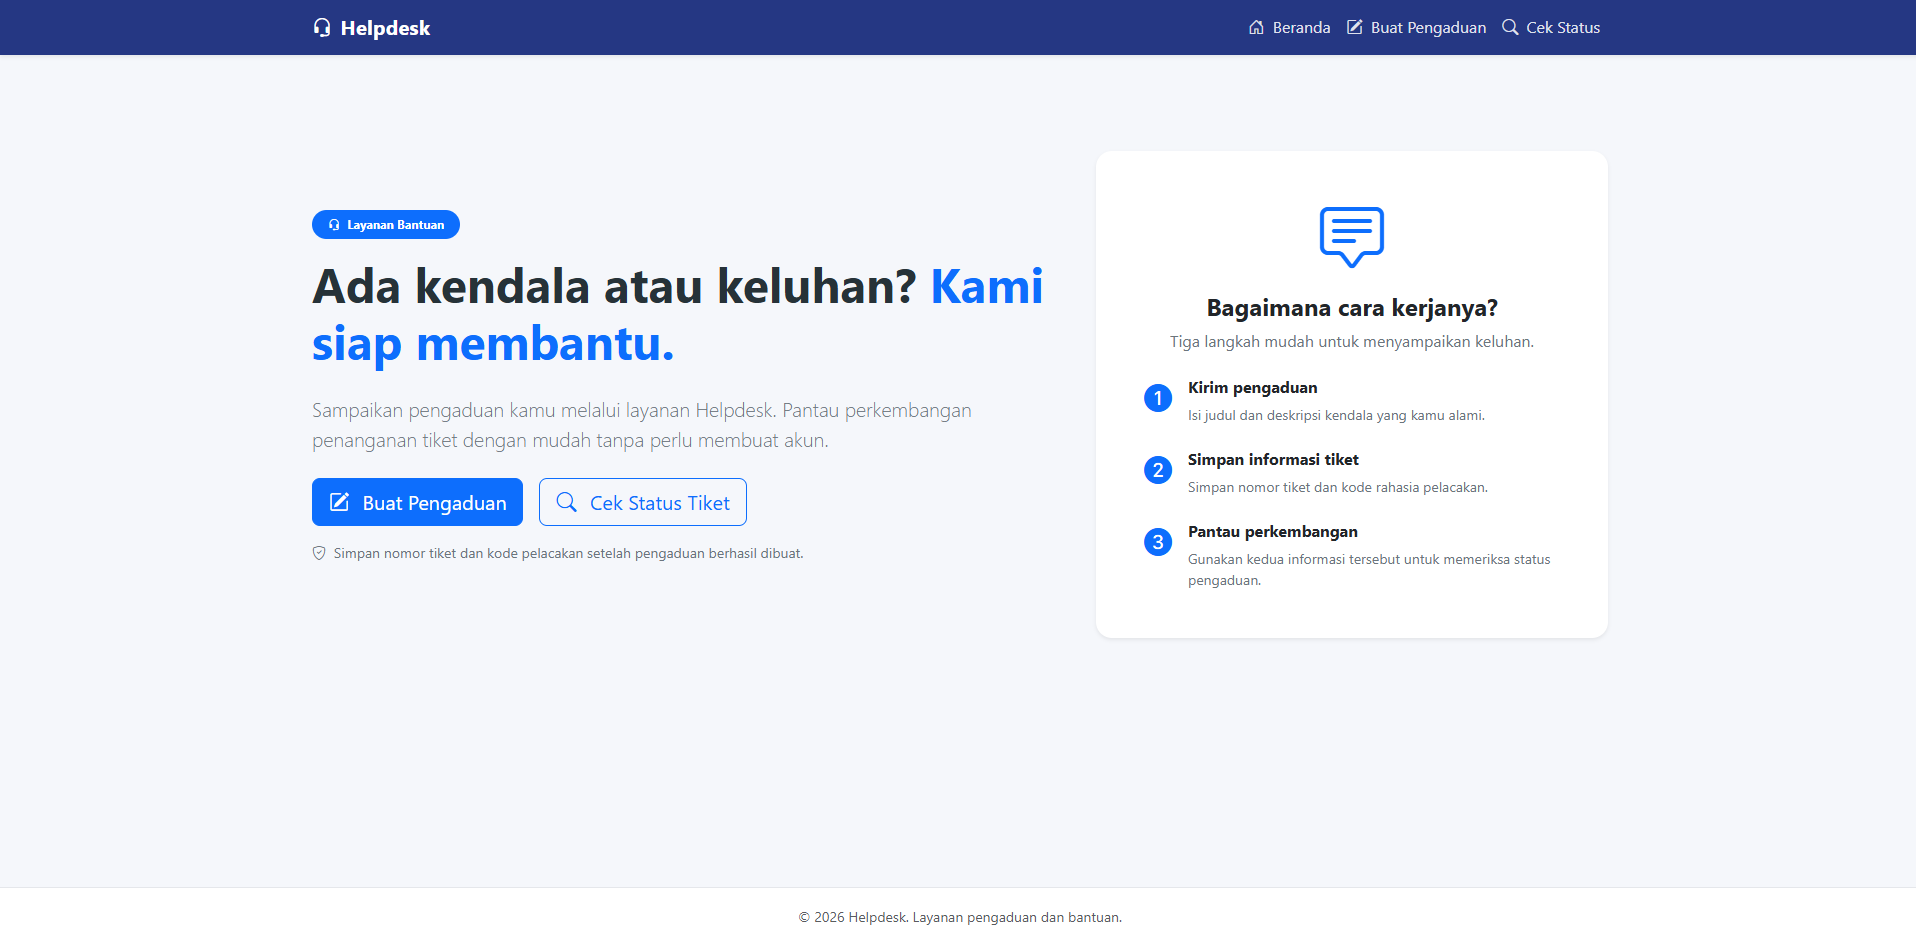 Helpdesk
Beranda
Buat Pengaduan
Cek Status
Layanan Bantuan
Ada kendala atau keluhan? Kami
siap membantu.
Sampaikan pengaduan kamu melalui layanan Helpdesk. Pantau perkembangan
penanganan tiket dengan mudah tanpa perlu membuat akun.
Buat Pengaduan
Cek Status Tiket
Simpan nomor tiket dan kode pelacakan setelah pengaduan berhasil dibuat.
Bagaimana cara kerjanya?
Tiga langkah mudah untuk menyampaikan keluhan.
1
Kirim pengaduan
Isi judul dan deskripsi kendala yang kamu alami.
2
Simpan informasi tiket
Simpan nomor tiket dan kode rahasia pelacakan.
3
Pantau perkembangan
Gunakan kedua informasi tersebut untuk memeriksa status
pengaduan.
© 2026 Helpdesk. Layanan pengaduan dan bantuan.